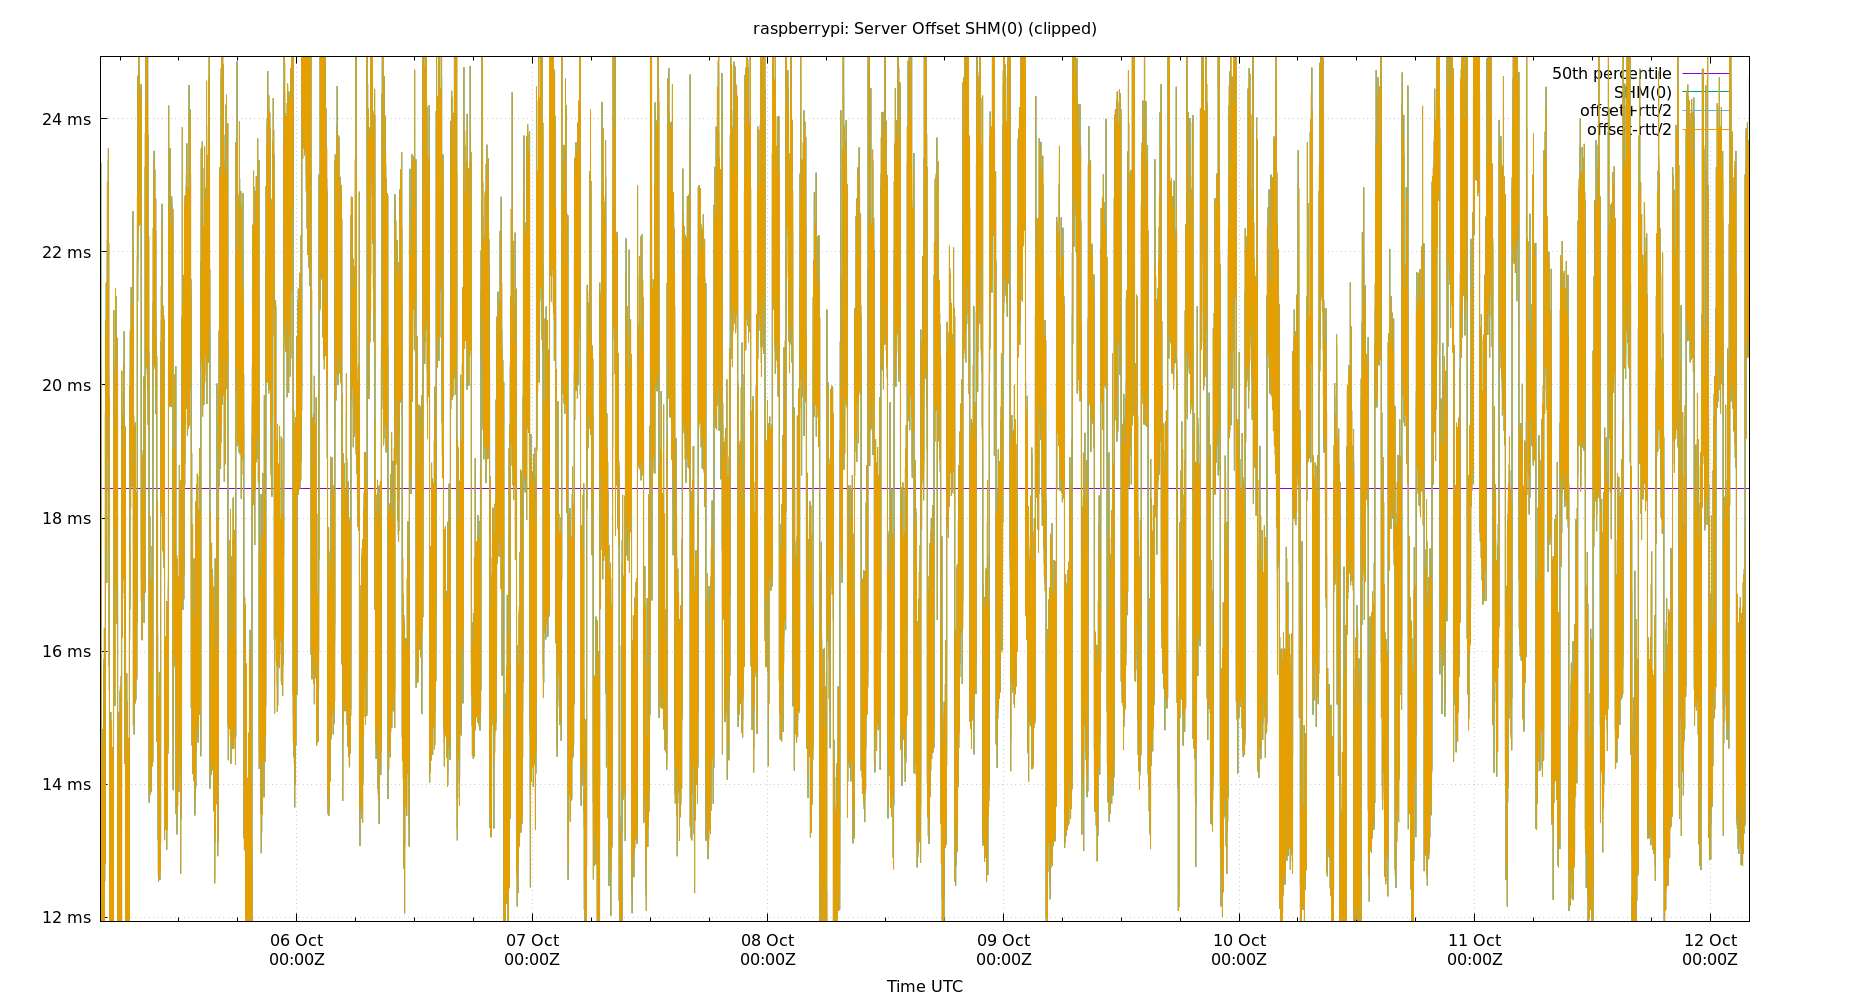 raspberrypi: Server Offset SHM(0) (clipped)
50th percentile
SHM(0)
offset+rtt/2
offset-rtt/2
24 ms
22 ms
20 ms
18 ms
16 ms
14 ms
12 ms
06 Oct 07 Oct 08 Oct 09 Oct 10 Oct 11 Oct 12 Oct
00:00Z 00:00Z 00:00Z 00:00Z 00:00Z 00:00Z 00:00Z
Time UTC